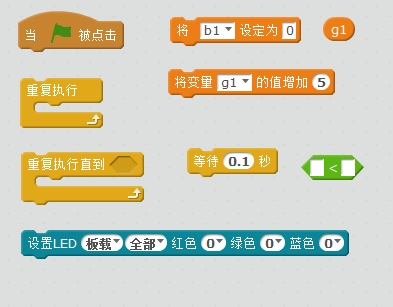 当 被点击
将 b1 设定为 0
g1
重复执行
将变量 g1 的值增加 5
重复执行直到
等待 0.1 秒
<
设置LED 板载 全部 红色 0 绿色 0 蓝色 0